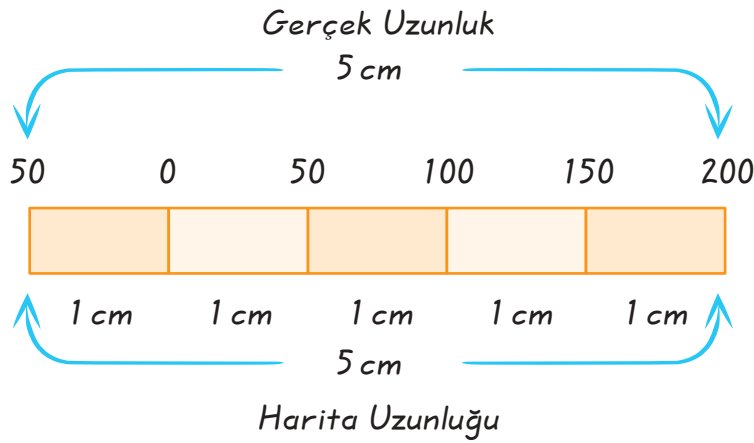 Gerçek Uzunluk
5 cm
50 0 50 100 150 200
1 cm 1 cm 1 cm 1 cm 1 cm
5 cm
Harita Uzunluğu